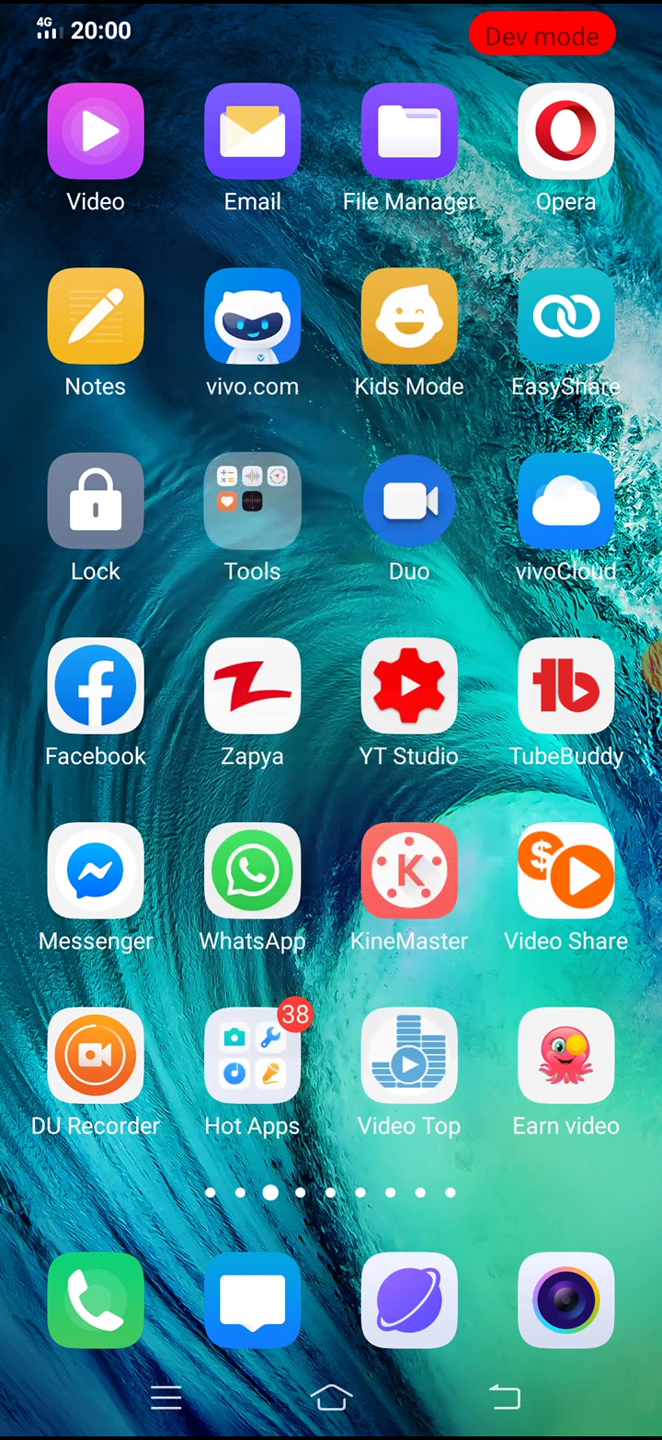 4G 20:00 Dev mode
Video Email File Manager Opera
Notes vivo.com Kids Mode EasyShare
Lock Tools Duo vivoCloud
Facebook Zapya YT Studio TubeBuddy
K $
Messenger WhatsApp KineMaster Video Share
38
DU Recorder Hot Apps Video Top Earn video